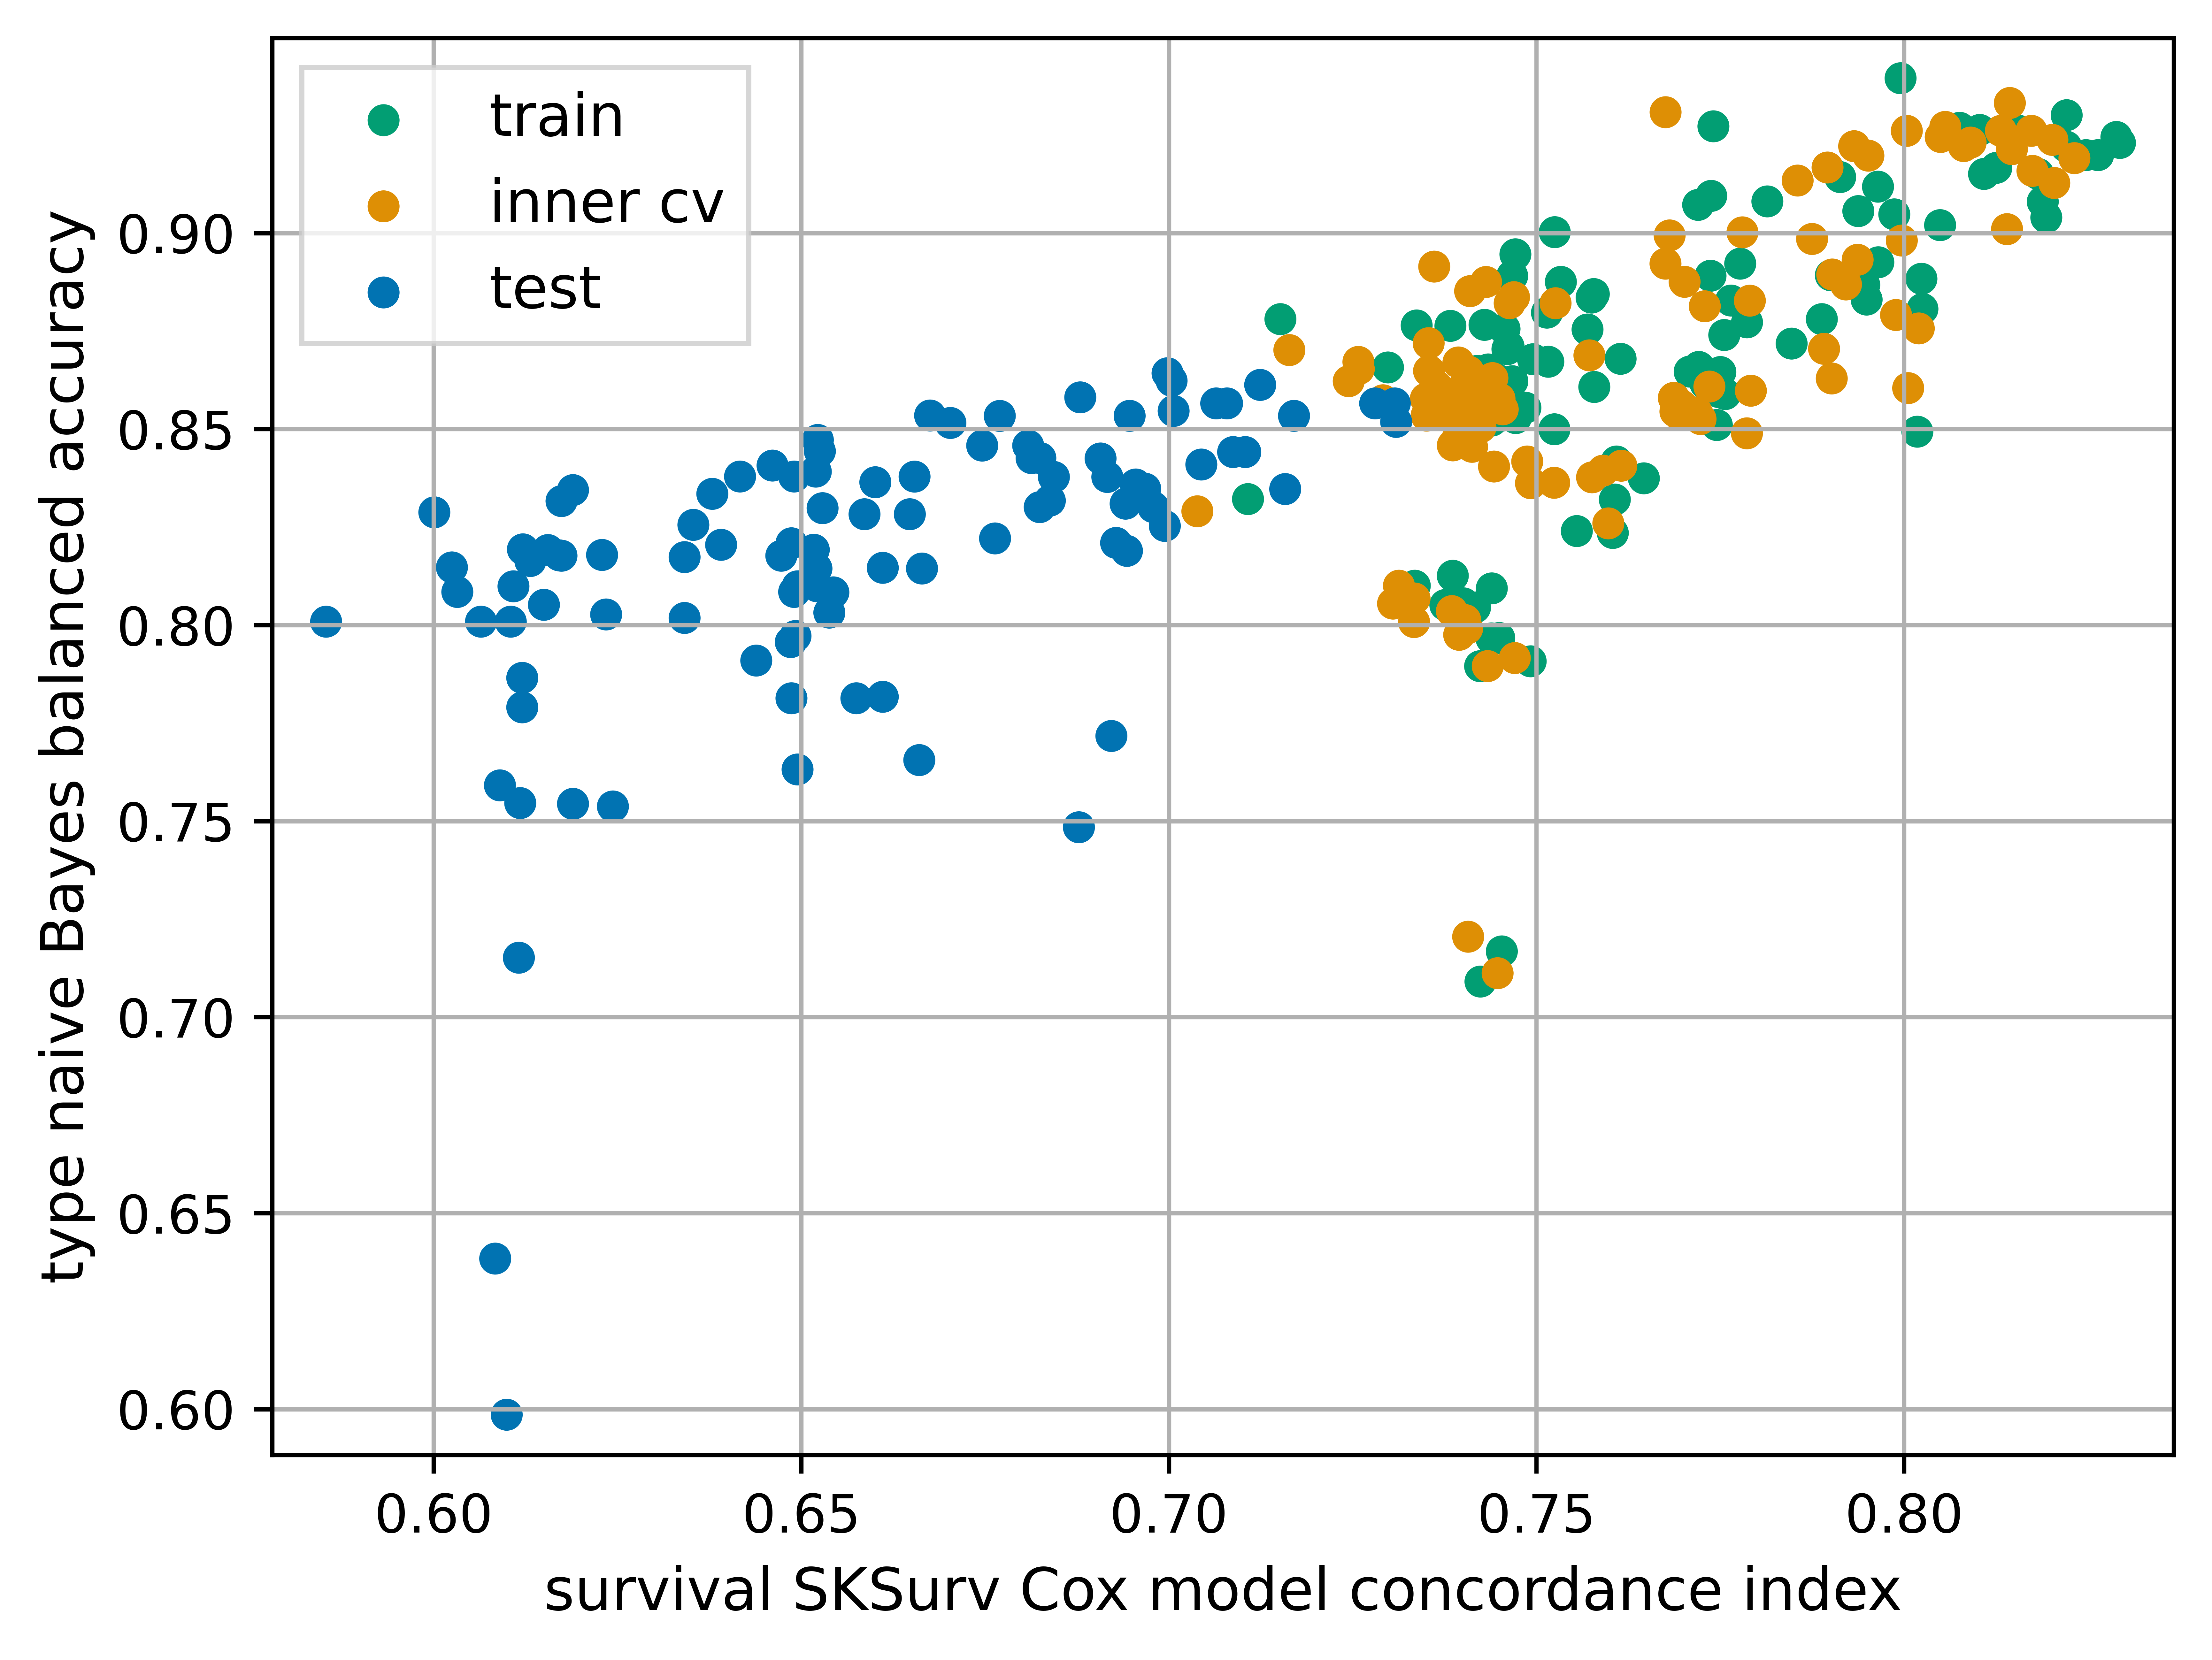 train
inner cv
test
type naive Bayes balanced accuracy
0.90
0.85
0.80
0.75
0.70
0.65
0.60
0.60 0.65 0.70 0.75 0.80
survival SKSurv Cox model concordance index